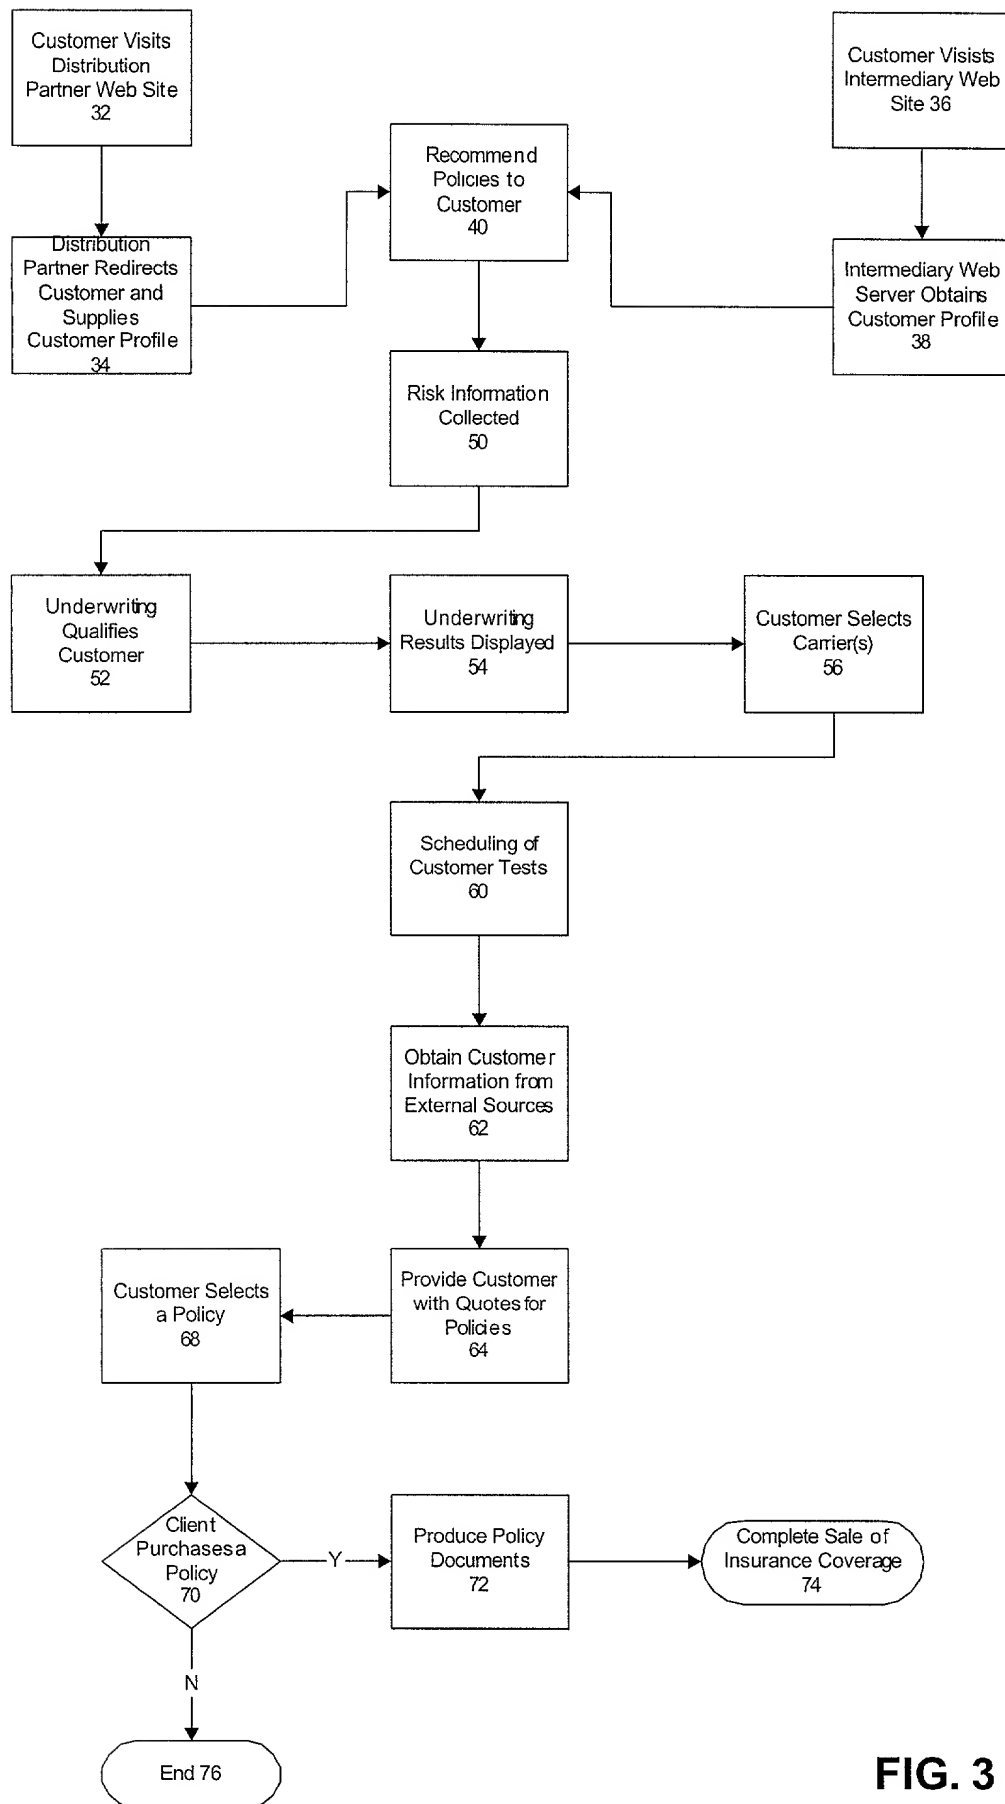 Customer Visits
Distribution
Partner Web Site
32
Customer Visists
Intermediary Web
Site 36
Recommend
Policies to
Customer
40
Distribution
Partner Redirects
Customer and
Supplies
Customer Profile
34
Intermediary Web
Server Obtains
Customer Profile
38
Risk Information
Collected
50
Underwriting
Qualifies
Customer
52
Underwriting
Results Displayed
54
Customer Selects
Carrier(s)
56
Scheduling of
Customer Tests
60
Obtain Customer
Information from
External Sources
62
Customer Selects
a Policy
68
Provide Customer
with Quotes for
Policies
64
Client
Purchases a
Policy
70
Y
Produce Policy
Documents
72
Complete Sale of
Insurance Coverage
74
N
End 76
FIG. 3